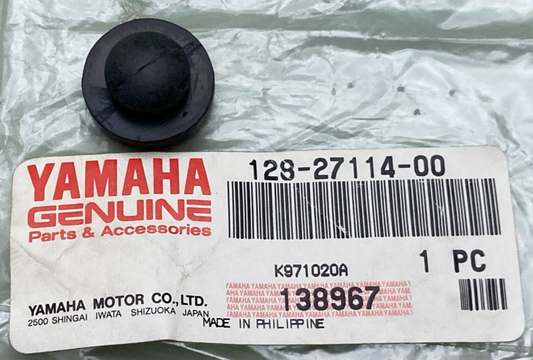 YAMAHA
GENUINE
Parts & Accessories
128-27114-00
K971020A
1 PC
138967
YAMAHA MOTOR CO., LTD.
2500 SHINGAI IWATA SHIZUOKA JAPAN
MADE IN PHILIPPINE